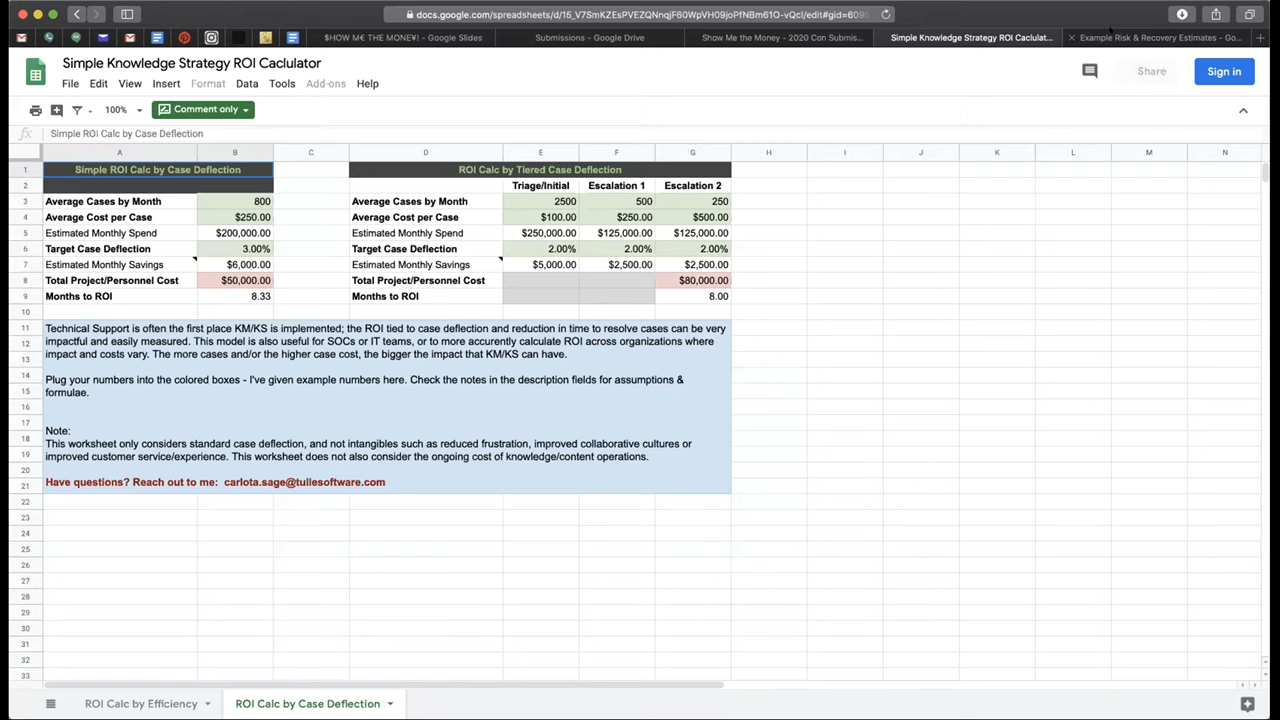 docs.google.com/spreadsheets/d/15_V7SmKZEsPVEZQNnqjF60WpVH09joPfNBm61O-vQcI/edit#gid=609
$HOW M€ THE MONEY! - Google Slides
Submissions - Google Drive
Show Me the Money - 2020 Con Submis...
Simple Knowledge Strategy ROI Caclulat...
Example Risk & Recovery Estimates - Go...
Simple Knowledge Strategy ROI Caclulator
File Edit View Insert Format Data Tools Add-ons Help
Share
Sign in
100%
Comment only
fx Simple ROI Calc by Case Deflection
A B C D E F G H I J K L M N
1 Simple ROI Calc by Case Deflection ROI Calc by Tiered Case Deflection
2 Triage/Initial Escalation 1 Escalation 2
3 Average Cases by Month 800 Average Cases by Month 2500 500 250
4 Average Cost per Case $250.00 Average Cost per Case $100.00 $250.00 $500.00
5 Estimated Monthly Spend $200,000.00 Estimated Monthly Spend $250,000.00 $125,000.00 $125,000.00
6 Target Case Deflection 3.00% Target Case Deflection 2.00% 2.00% 2.00%
7 Estimated Monthly Savings $6,000.00 Estimated Monthly Savings $5,000.00 $2,500.00 $2,500.00
8 Total Project/Personnel Cost $50,000.00 Total Project/Personnel Cost $80,000.00
9 Months to ROI 8.33 Months to ROI 8.00
10
11 Technical Support is often the first place KM/KS is implemented; the ROI tied to case deflection and reduction in time to resolve cases can be very
12 impactful and easily measured. This model is also useful for SOCs or IT teams, or to more accurently calculate ROI across organizations where
13 impact and costs vary. The more cases and/or the higher case cost, the bigger the impact that KM/KS can have.
14 Plug your numbers into the colored boxes - I've given example numbers here. Check the notes in the description fields for assumptions &
15 formulae.
16
17
18 Note:
19 This worksheet only considers standard case deflection, and not intangibles such as reduced frustration, improved collaborative cultures or
20 improved customer service/experience. This worksheet does not also consider the ongoing cost of knowledge/content operations.
21 Have questions? Reach out to me: carlota.sage@tullesoftware.com
22
23
24
25
26
27
28
29
30
31
32
33
ROI Calc by Efficiency
ROI Calc by Case Deflection